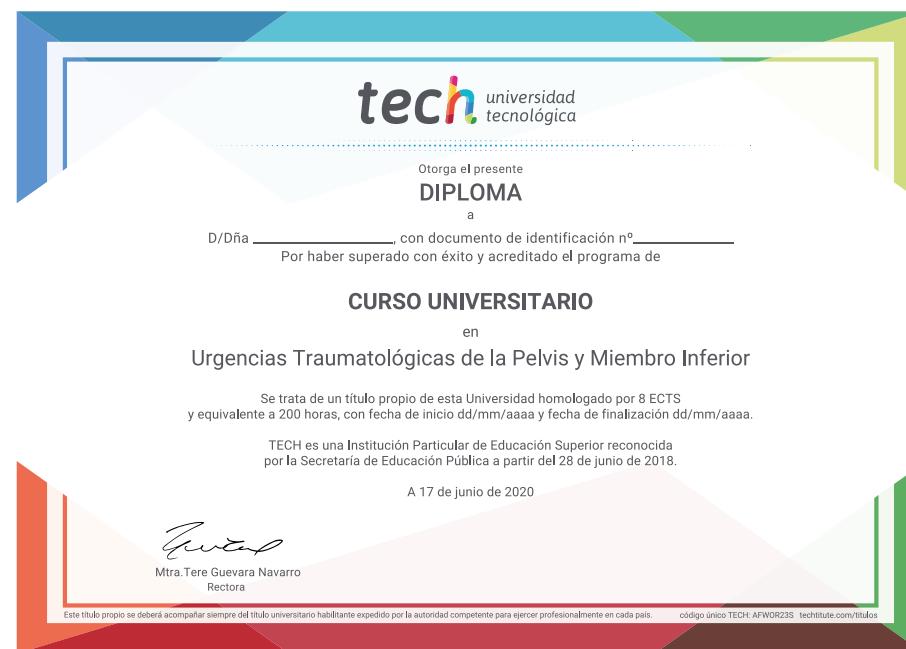 tech universidad
tecnológica
Otorga el presente
DIPLOMA
a
D/Dña ____________________, con documento de identificación nº______________
Por haber superado con éxito y acreditado el programa de
CURSO UNIVERSITARIO
en
Urgencias Traumatológicas de la Pelvis y Miembro Inferior
Se trata de un título propio de esta Universidad homologado por 8 ECTS
y equivalente a 200 horas, con fecha de inicio dd/mm/aaaa y fecha de finalización dd/mm/aaaa.
TECH es una Institución Particular de Educación Superior reconocida
por la Secretaría de Educación Pública a partir del 28 de junio de 2018.
A 17 de junio de 2020
Mtra.Tere Guevara Navarro
Rectora
Este título propio se deberá acompañar siempre del título universitario habilitante expedido por la autoridad competente para ejercer profesionalmente en cada país. código único TECH: AFWOR23S techtitute.com/titulos